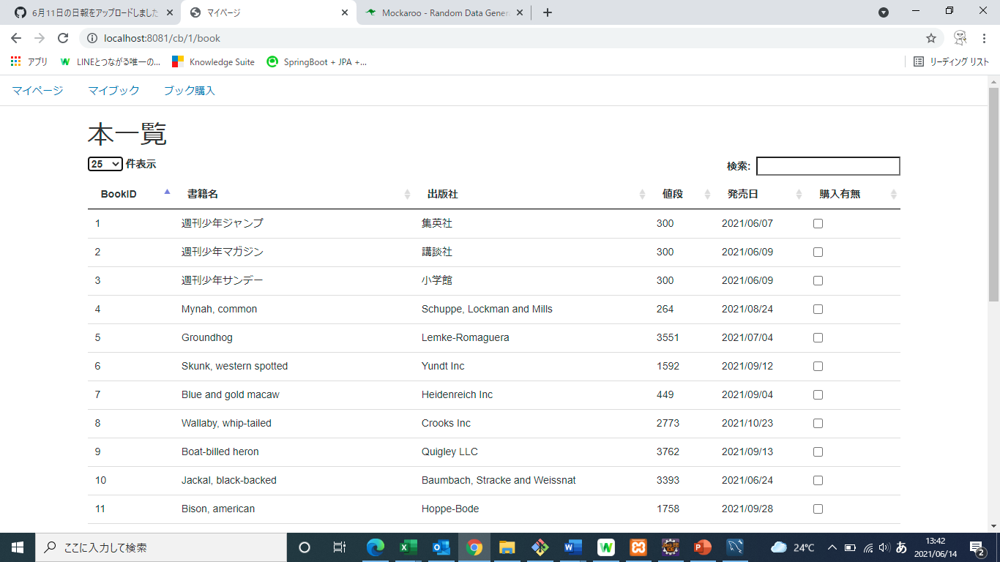 6月11日の日報をアップロードしました
マイページ
Mockaroo - Random Data Gener
localhost:8081/cb/1/book
アプリ
LINEとつながる唯一の...
Knowledge Suite
SpringBoot + JPA +...
リーディング リスト
マイページ マイブック ブック購入
本一覧
25 件表示
検索:
BookID 書籍名 出版社 値段 発売日 購入有無
1 週刊少年ジャンプ 集英社 300 2021/06/07
2 週刊少年マガジン 講談社 300 2021/06/09
3 週刊少年サンデー 小学館 300 2021/06/09
4 Mynah, common Schuppe, Lockman and Mills 264 2021/08/24
5 Groundhog Lemke-Romaguera 3551 2021/07/04
6 Skunk, western spotted Yundt Inc 1592 2021/09/12
7 Blue and gold macaw Heidenreich Inc 449 2021/09/04
8 Wallaby, whip-tailed Crooks Inc 2773 2021/10/23
9 Boat-billed heron Quigley LLC 3762 2021/09/13
10 Jackal, black-backed Baumbach, Stracke and Weissnat 3393 2021/06/24
11 Bison, american Hoppe-Bode 1758 2021/09/28
ここに入力して検索
24℃
あ
13:42
2021/06/14
2